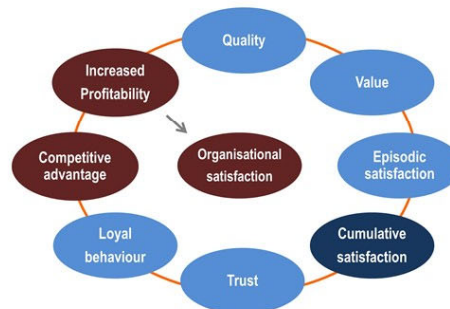 Quality
Increased
Profitability
Value
Competitive
advantage
Organisational
satisfaction
Episodic
satisfaction
Loyal
behaviour
Cumulative
satisfaction
Trust